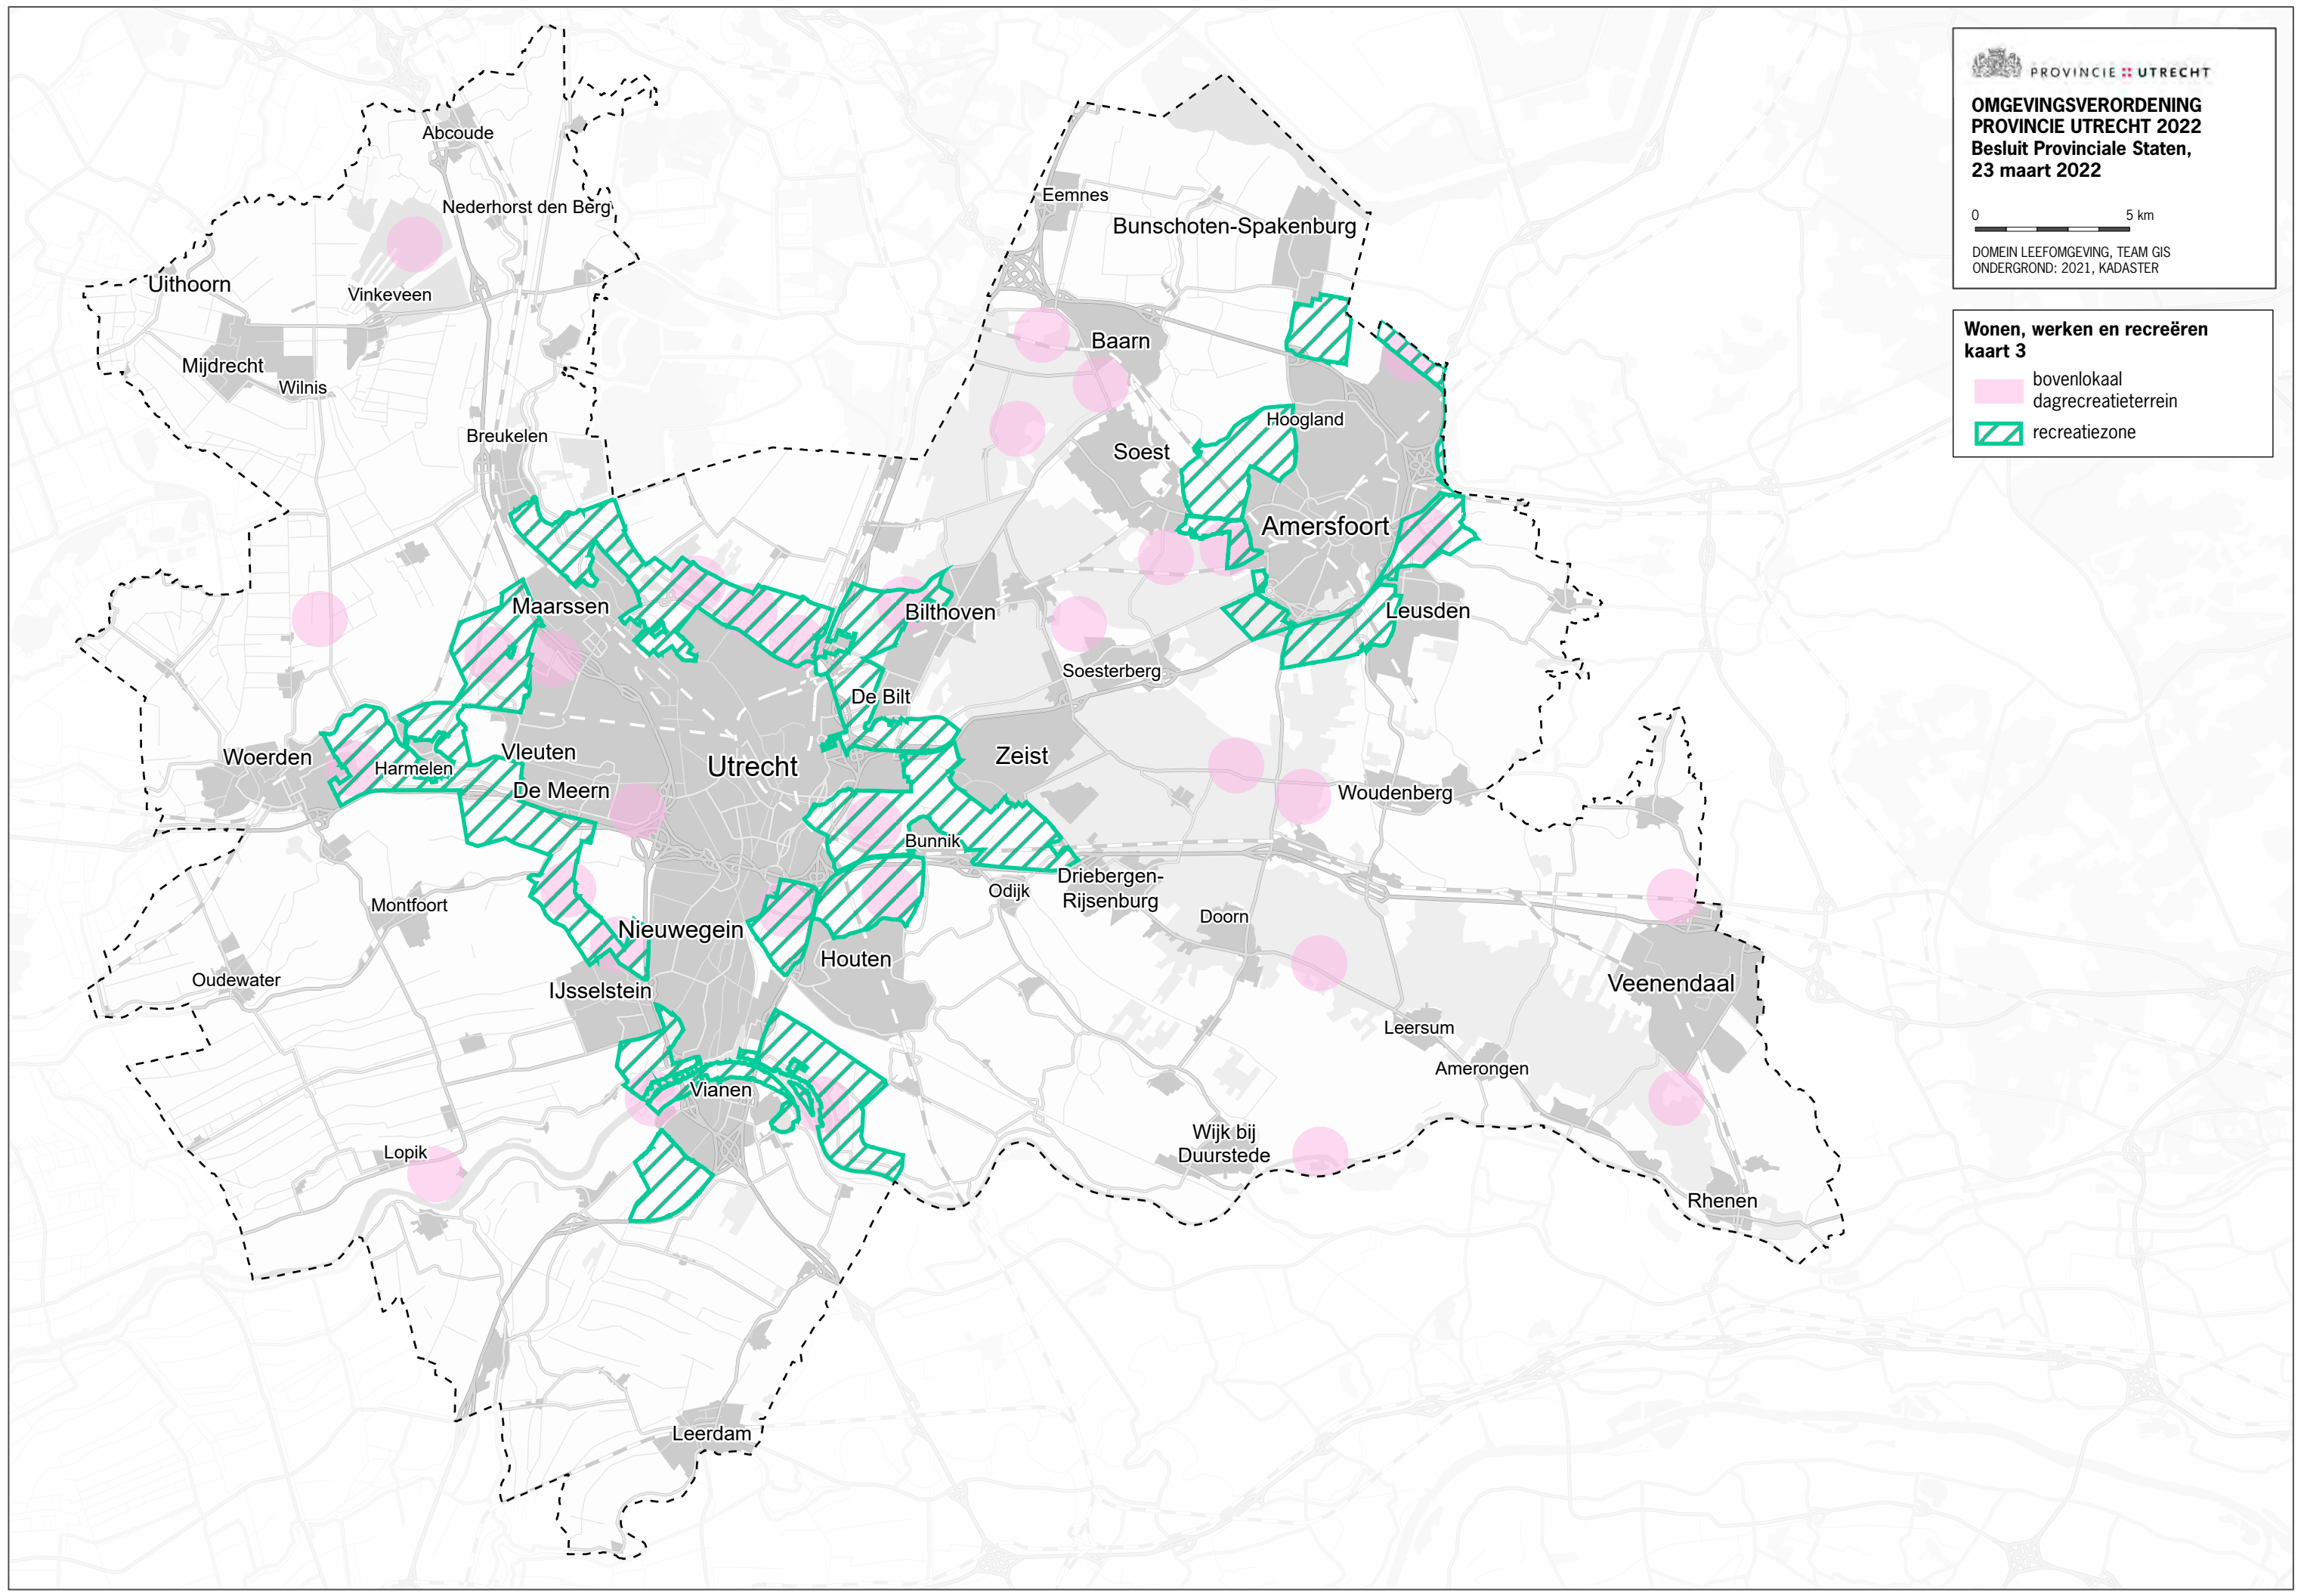 PROVINCIE UTRECHT
OMGEVINGSVERORDENING
PROVINCIE UTRECHT 2022
Besluit Provinciale Staten,
23 maart 2022
0 5 km
DOMEIN LEEFOMGEVING, TEAM GIS
ONDERGROND: 2021, KADASTER
Wonen, werken en recreëren
kaart 3
bovenlokaal
dagrecreatieterrein
recreatiezone
Abcoude
Eemnes
Nederhorst den Berg
Bunschoten-Spakenburg
Uithoorn
Vinkeveen
Baarn
Mijdrecht
Wilnis
Hoogland
Breukelen
Soest
Amersfoort
Maarssen
Bilthoven
Leusden
Soesterberg
De Bilt
Vleuten
Woerden
Harmelen
Utrecht
Zeist
De Meern
Woudenberg
Bunnik
Driebergen-
Rijsenburg
Odijk
Montfoort
Doorn
Nieuwegein
Houten
Oudewater
IJsselstein
Veenendaal
Leersum
Amerongen
Vianen
Wijk bij
Duurstede
Lopik
Rhenen
Leerdam